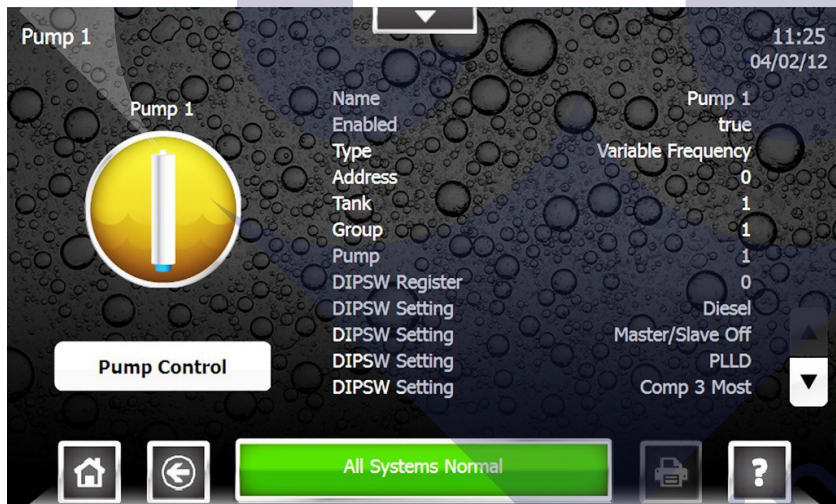 Pump 1
11:25
04/02/12
Pump 1
Name Pump 1
Enabled true
Type Variable Frequency
Address 0
Tank 1
Group 1
Pump 1
DIPSW Register 0
DIPSW Setting Diesel
DIPSW Setting Master/Slave Off
DIPSW Setting PLLD
DIPSW Setting Comp 3 Most
Pump Control
All Systems Normal
?